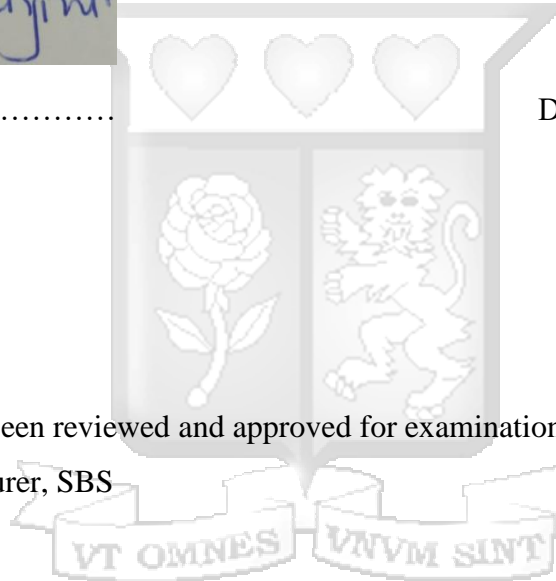 ………… D
een reviewed and approved for examination
urer, SBS
VT OMNES VNVM SINT